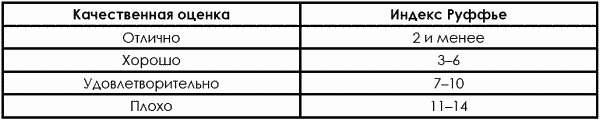 Качественная оценка Индекс Руффье
Отлично 2 и менее
Хорошо 3–6
Удовлетворительно 7–10
Плохо 11–14